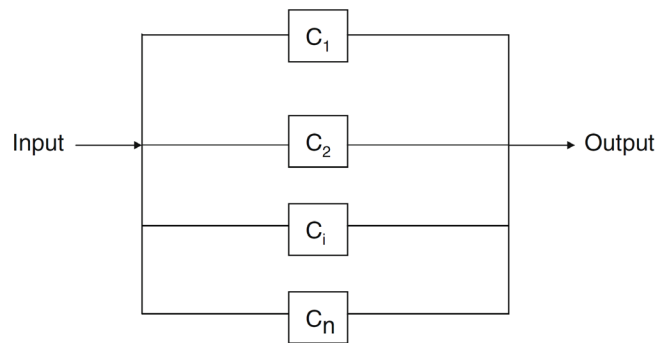 C₁
Input
C₂
Output
Cᵢ
Cₙ